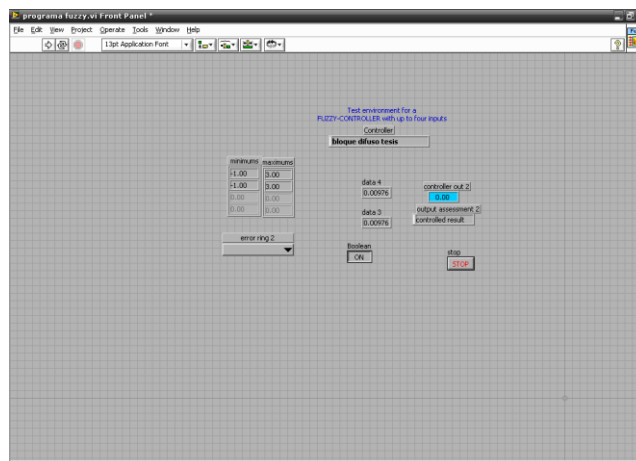 programa fuzzy.vi Front Panel *
File Edit View Project Operate Tools Window Help
13pt Application Font
?
Test environment for a
FUZZY-CONTROLLER with up to four inputs
Controller
bloque difuso tesis
minimums maximums
-1.00 3.00
-1.00 3.00
0.00 0.00
0.00 0.00
data 4
0.00976
controller out 2
0.00
data 3
0.00976
output assessment 2
controlled result
error ring 2
Boolean
ON
stop
STOP